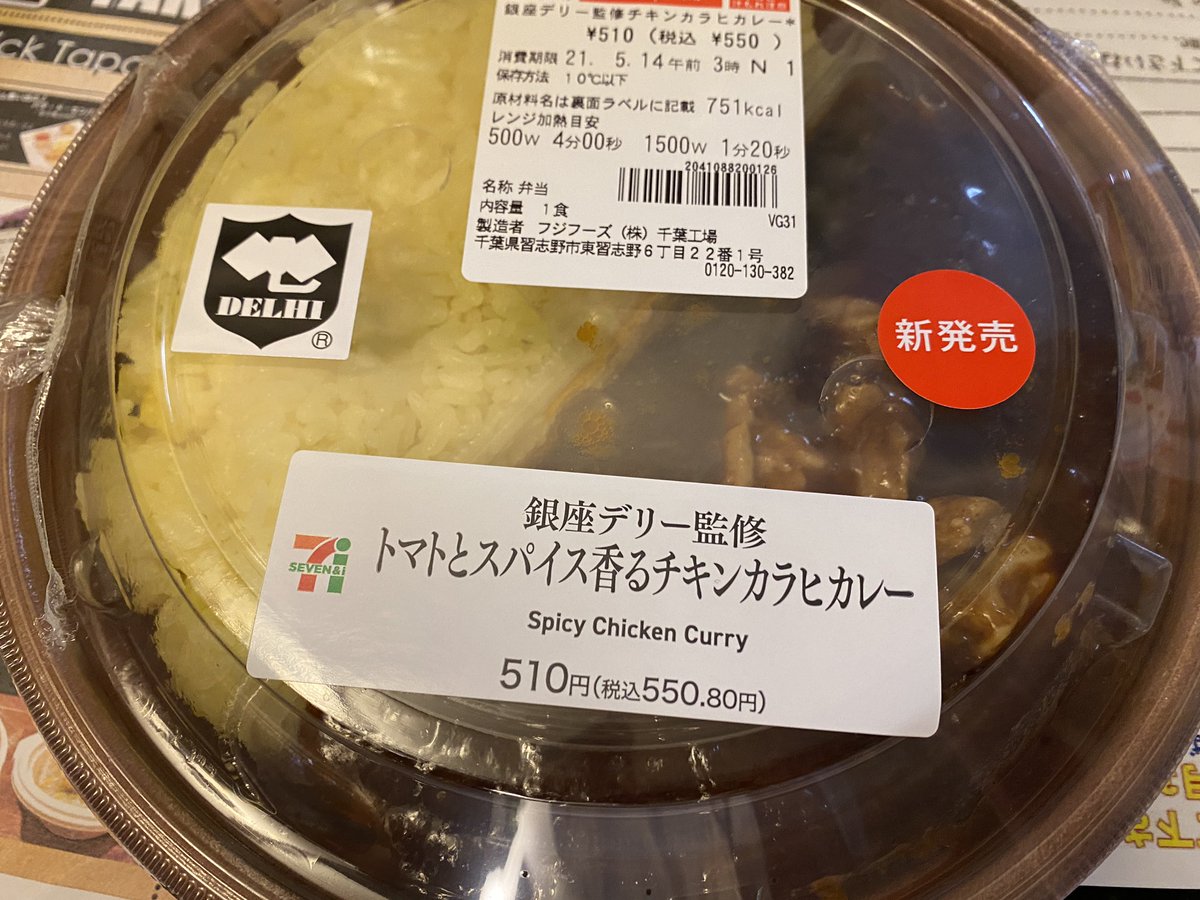 銀座デリー監修チキンカラヒカレー*
¥510（税込 ¥550 ）
消費期限 21. 5.14午前 3時 N 1
保存方法 10℃以下
原材料名は裏面ラベルに記載 751kcal
レンジ加熱目安
500W 4分00秒 1500W 1分20秒
2041088200126
名称 弁当
内容量 1食
VG31
製造者 フジフーズ（株）千葉工場
千葉県習志野市東習志野6丁目22番1号
0120-130-382
DELHI
®
新発売
銀座デリー監修
トマトとスパイス香るチキンカラヒカレー
SEVEN&i
Spicy Chicken Curry
510円(税込550.80円)